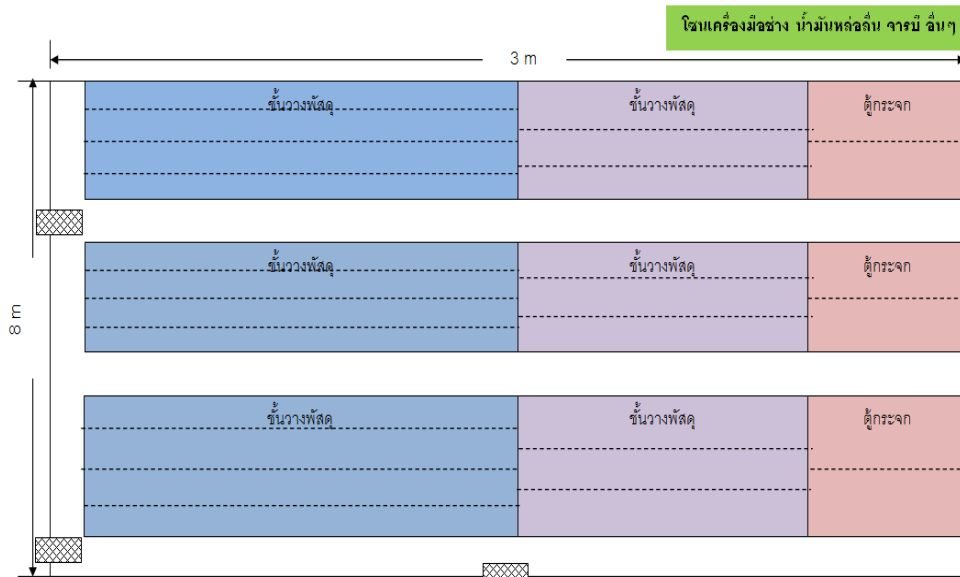 โซนเครื่องมือช่าง น้ำมันหล่อลื่น จารบี อื่นๆ
3 m
ชั้นวางพัสดุ ชั้นวางพัสดุ ตู้กระจก
ชั้นวางพัสดุ ชั้นวางพัสดุ ตู้กระจก
8 m
ชั้นวางพัสดุ ชั้นวางพัสดุ ตู้กระจก